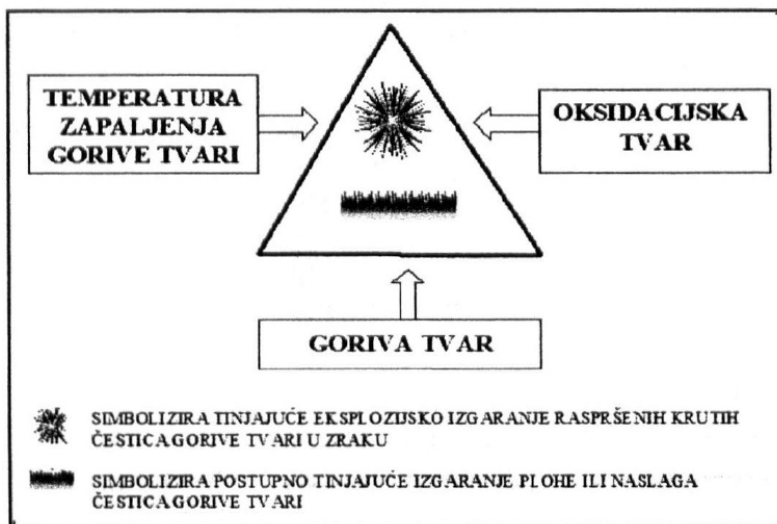 TEMPERATURA
ZAPALJENJA
GORIVE TVARI
OKSIDACIJSKA
TVAR
GORIVA TVAR
SIMBOLIZIRA TINJAJUĆE EKSPLOZIJSKO IZGARANJE RASPRŠENIH KRUTIH
ČESTICA GORIVE TVARI U ZRAKU
SIMBOLIZIRA POSTUPNO TINJAJUĆE IZGARANJE PLOHE ILI NASLAGA
ČESTICA GORIVE TVARI